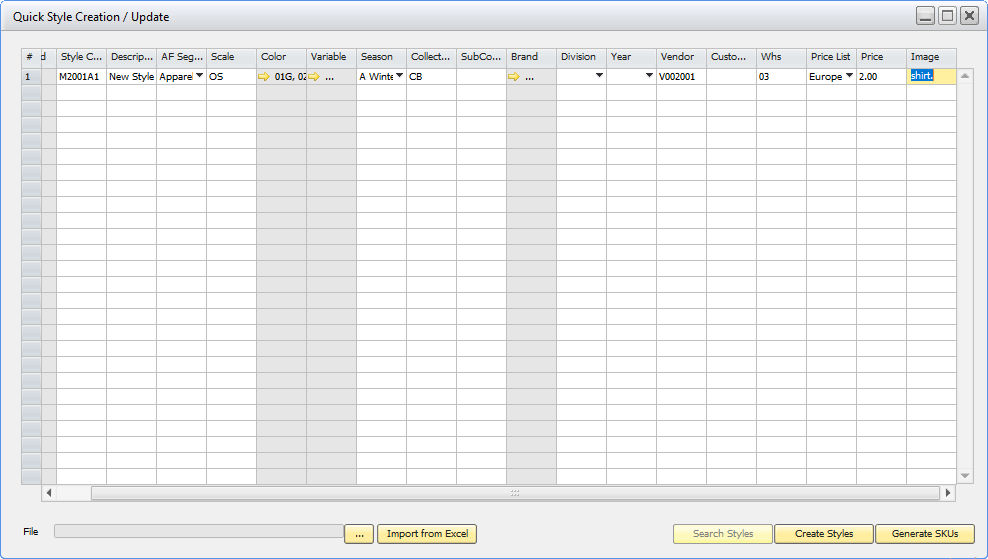 Quick Style Creation / Update
# d Style C... Descrip... AF Seg... Scale Color Variable Season Collect... SubCo... Brand Division Year Vendor Custo... Whs Price List Price Image
1 M2001A1 New Style Apparel OS 01G, 02 ... A Winte CB ... V002001 03 Europe 2.00 shirt.
File ... Import from Excel Search Styles Create Styles Generate SKUs